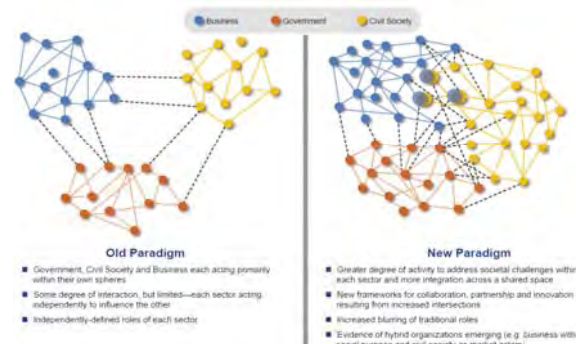 Business
Government
Civil Society
Old Paradigm
Government, Civil Society and Business each acting primarily
within their own spheres
Some degree of interaction, but limited—each sector acting
independently to influence the other
Independently-defined roles of each sector
New Paradigm
Greater degree of activity to address societal challenges within
each sector and more integration across a shared space
New frameworks for collaboration, partnership and innovation
resulting from increased intersections
Increased blurring of traditional roles
Evidence of hybrid organizations emerging (e.g. business with